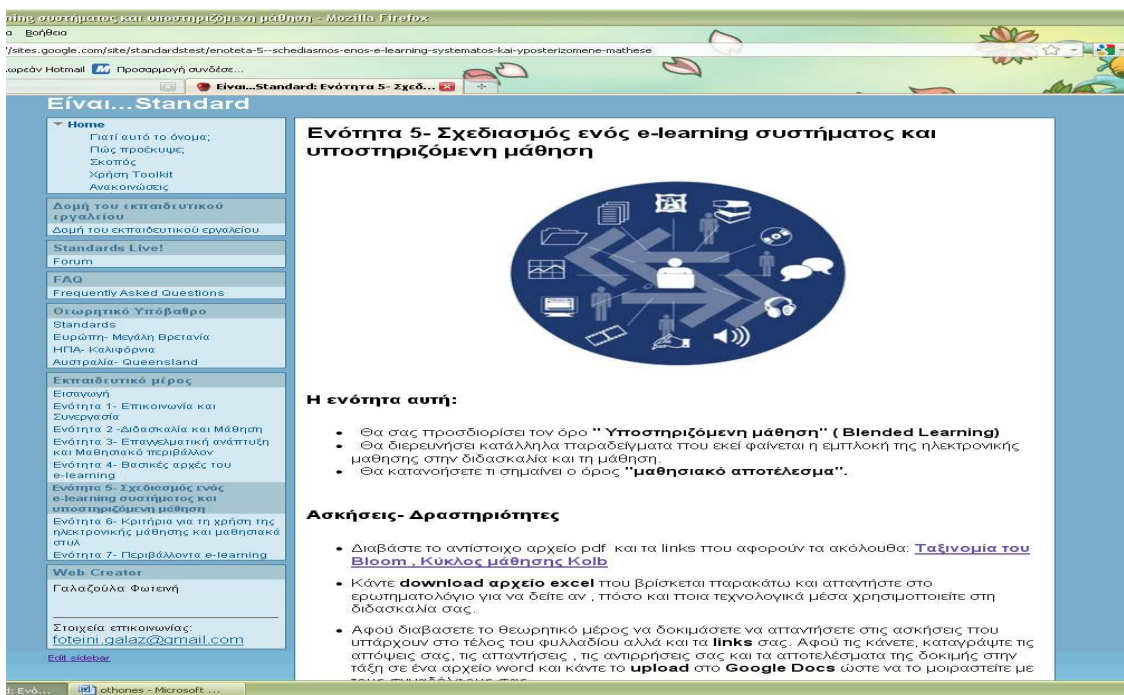 ning συστήματος και υποστηριζόμενη μάθηση - Mozilla Firefox
α Βοήθεια
'/sites.google.com/site/standardstest/enoteta-5--schediasmos-enos-e-learning-systematos-kai-yposterizomene-mathese
ωρεάν Hotmail Προσαρμογή συνδέσε...
Είναι...Standard: Ενότητα 5- Σχεδ...
Είναι...Standard
Home
Γιατί αυτό το όνομα;
Πώς προέκυψε;
Σκοπός
Χρήση Toolkit
Ανακοινώσεις
Δομή του εκπαιδευτικού
εργαλείου
Δομή του εκπαιδευτικού εργαλείου
Standards Live!
Forum
FAQ
Frequently Asked Questions
Θεωρητικό Υπόβαθρο
Standards
Ευρώπη- Μεγάλη Βρετανία
ΗΠΑ- Καλιφόρνια
Αυστραλία- Queensland
Εκπαιδευτικό μέρος
Εισαγωγή
Ενότητα 1- Επικοινωνία και
Συνεργασία
Ενότητα 2 -Διδασκαλία και Μάθηση
Ενότητα 3- Επαγγελματική ανάπτυξη
και Μαθησιακό περιβάλλον
Ενότητα 4- Βασικές αρχές του
e-learning
Ενότητα 5- Σχεδιασμός ενός
e-learning συστήματος και
υποστηριζόμενη μάθηση
Ενότητα 6- Κριτήρια για τη χρήση της
ηλεκτρονικής μάθησης και μαθησιακά
στυλ
Ενότητα 7- Περιβάλλοντα e-learning
Web Creator
Γαλαζούλα Φωτεινή
Στοιχεία επικοινωνίας:
foteini.galaz@gmail.com
Edit sidebar
Ενότητα 5- Σχεδιασμός ενός e-learning συστήματος και
υποστηριζόμενη μάθηση
Η ενότητα αυτή:
Θα σας προσδιορίσει τον όρο " Υποστηριζόμενη μάθηση" ( Blended Learning)
Θα διερευνήσει κατάλληλα παραδείγματα που εκεί φαίνεται η εμπλοκή της ηλεκτρονικής
μαθησης στην διδασκαλία και τη μάθηση.
Θα κατανοήσετε τι σημαίνει ο όρος "μαθησιακό αποτέλεσμα".
Ασκήσεις- Δραστηριότητες
Διαβάστε το αντίστοιχο αρχείο pdf και τα links που αφορούν τα ακόλουθα: Ταξινομία του
Bloom , Κύκλος μάθησης Kolb
Κάντε download αρχείο excel που βρίσκεται παρακάτω και απαντήστε στο
ερωτηματολόγιο για να δείτε αν , πόσο και ποια τεχνολογικά μέσα χρησιμοποιείτε στη
διδασκαλία σας.
Αφού διαβασετε το θεωρητικό μέρος να δοκιμάσετε να απαντήσετε στις ασκήσεις που
υπάρχουν στο τέλος του φυλλαδίου αλλά και τα links σας. Αφού τις κάνετε, καταγράψτε τις
απόψεις σας, τις απαντήσεις , τις αντιρρήσεις σας και τα αποτελέσματα της δοκιμής στην
τάξη σε ένα αρχείο word και κάντε το upload στο Google Docs ώστε να το μοιραστείτε με
τους συναδέλφους σας
d: Ενό... othones - Microsoft ...